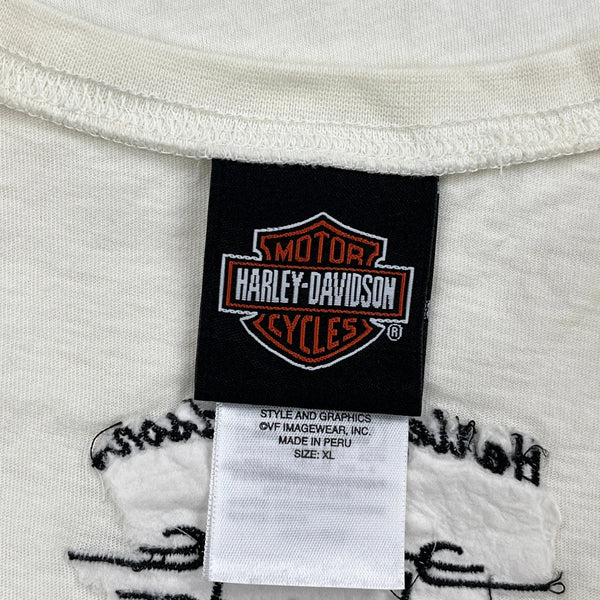 MOTOR
HARLEY-DAVIDSON
CYCLES
®
STYLE AND GRAPHICS
©VF IMAGEWEAR, INC.
MADE IN PERU
SIZE: XL